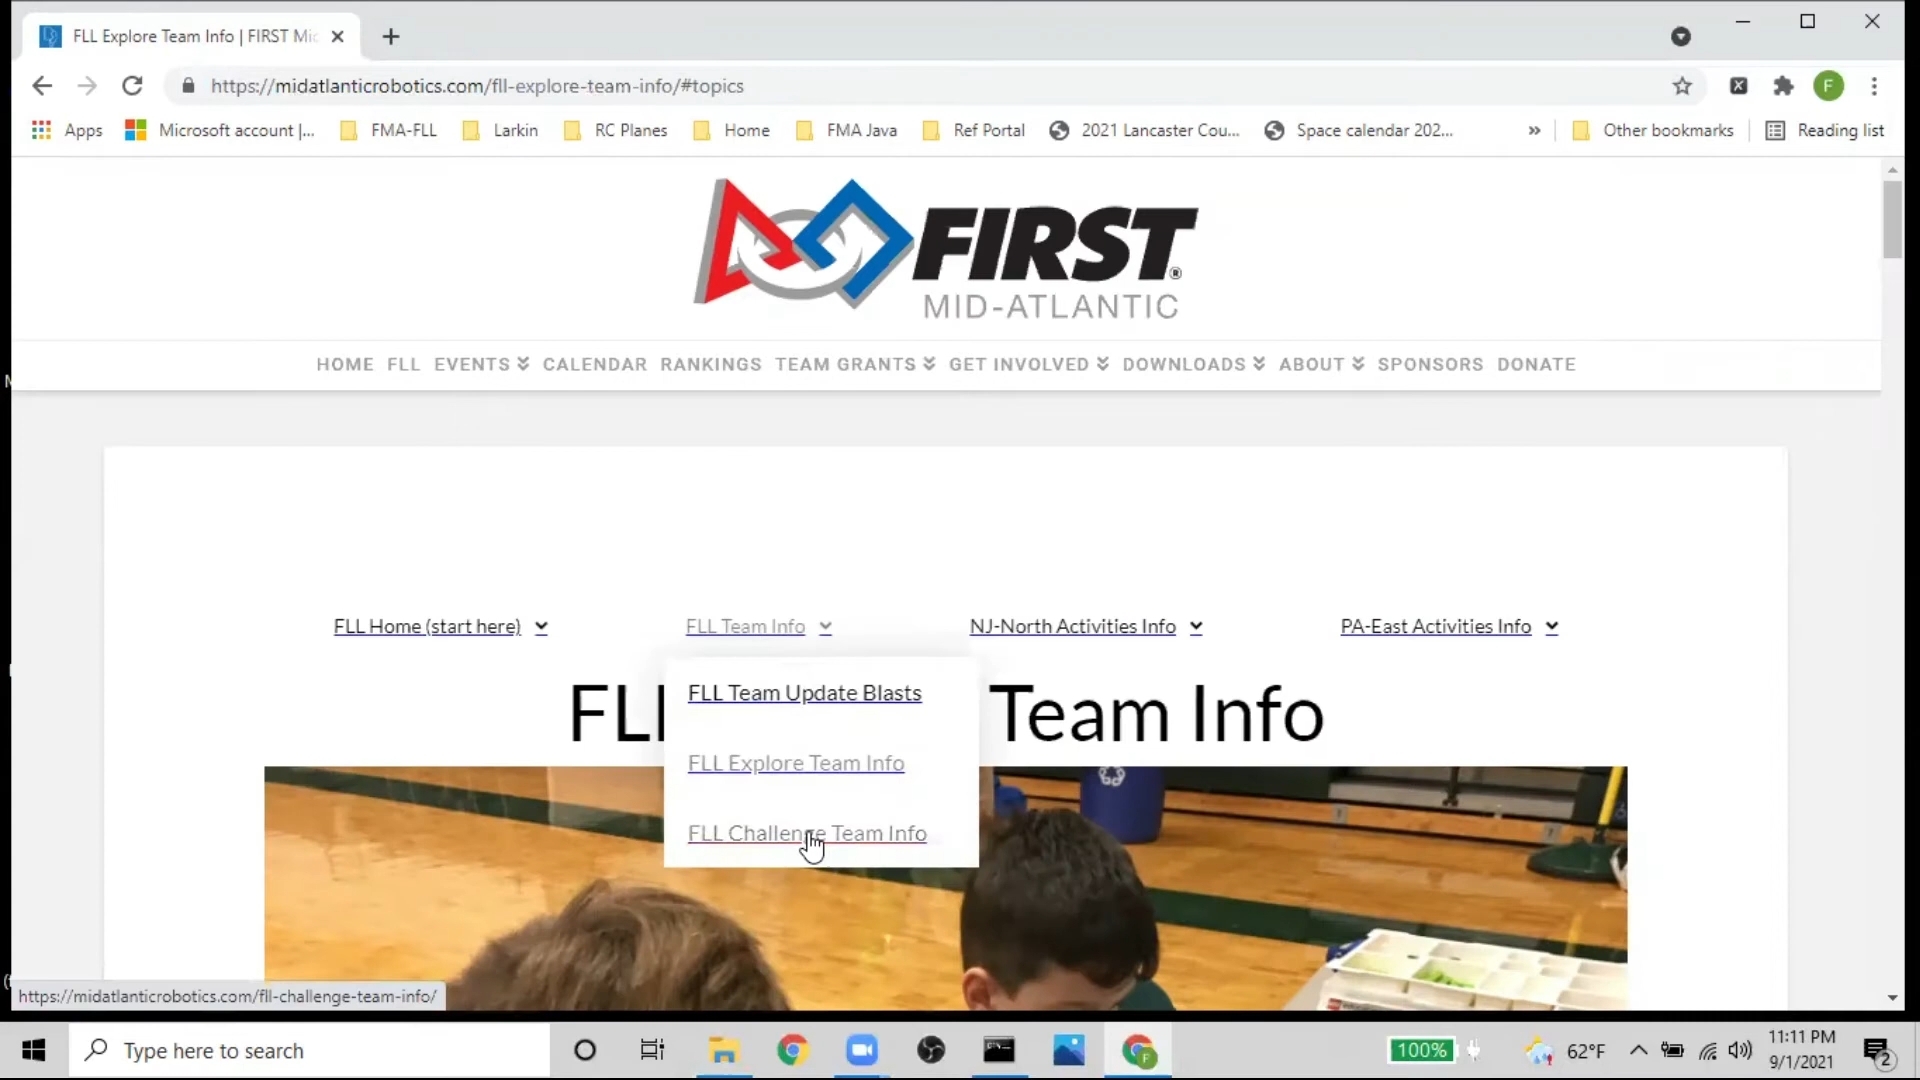 FLL Explore Team Info | FIRST Mid
https://midatlanticrobotics.com/fll-explore-team-info/#topics
F
Apps Microsoft account |... FMA-FLL Larkin RC Planes Home FMA Java Ref Portal 2021 Lancaster Cou... Space calendar 202... » Other bookmarks Reading list
FIRST®
MID-ATLANTIC
HOME FLL EVENTS CALENDAR RANKINGS TEAM GRANTS GET INVOLVED DOWNLOADS ABOUT SPONSORS DONATE
FLL Home (start here) FLL Team Info NJ-North Activities Info PA-East Activities Info
FLL Team Info
FLL Team Update Blasts
FLL Explore Team Info
FLL Challenge Team Info
https://midatlanticrobotics.com/fll-challenge-team-info/
Type here to search
F
100%
62°F
11:11 PM
9/1/2021
2